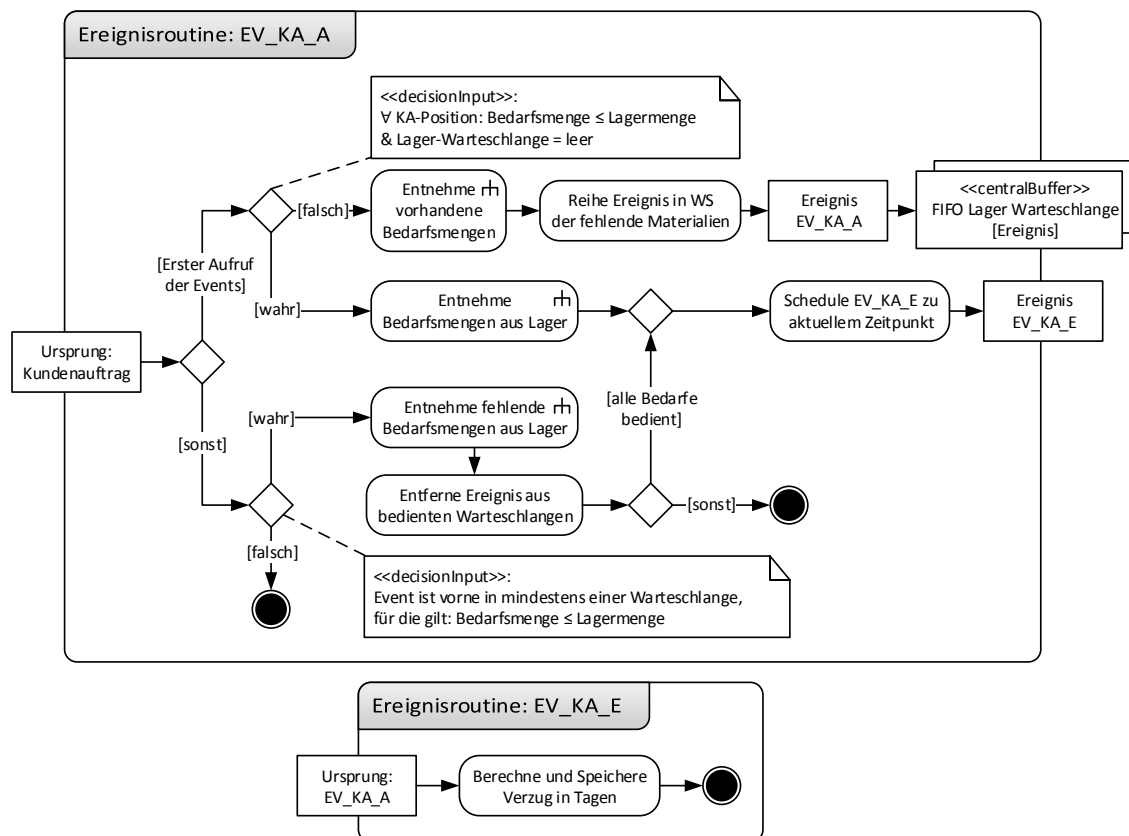 Ereignisroutine: EV_KA_A
<<decisionInput>>:
∀ KA-Position: Bedarfsmenge ≤ Lagermenge
& Lager-Warteschlange = leer
[falsch]
Entnehme
vorhandene
Bedarfsmengen
Reihe Ereignis in WS
der fehlende Materialien
Ereignis
EV_KA_A
<<centralBuffer>>
FIFO Lager Warteschlange
[Ereignis]
[Erster Aufruf
der Events]
[wahr]
Entnehme
Bedarfsmengen aus Lager
Schedule EV_KA_E zu
aktuellem Zeitpunkt
Ereignis
EV_KA_E
Ursprung:
Kundenauftrag
[sonst]
[wahr]
Entnehme fehlende
Bedarfsmengen aus Lager
[alle Bedarfe
bedient]
Entferne Ereignis aus
bedienten Warteschlangen
[sonst]
[falsch]
<<decisionInput>>:
Event ist vorne in mindestens einer Warteschlange,
für die gilt: Bedarfsmenge ≤ Lagermenge
Ereignisroutine: EV_KA_E
Ursprung:
EV_KA_A
Berechne und Speichere
Verzug in Tagen